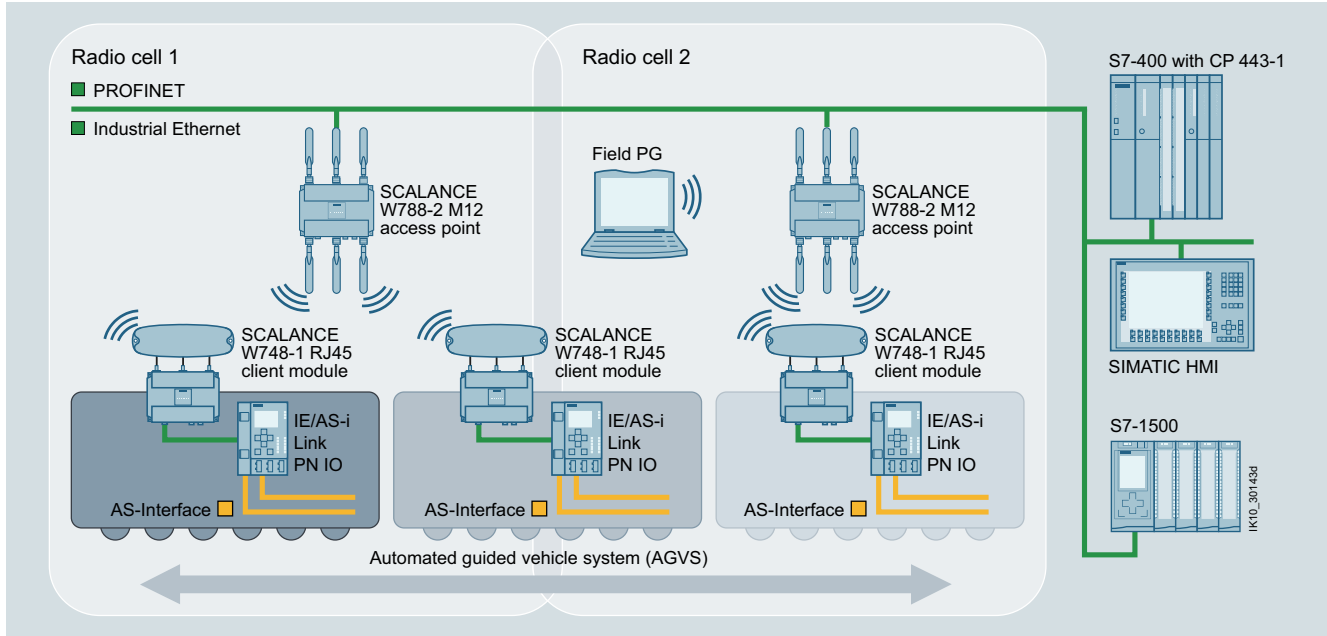 Radio cell 1
Radio cell 2
PROFINET
Industrial Ethernet
S7-400 with CP 443-1
SCALANCE
W788-2 M12
access point
Field PG
SCALANCE
W788-2 M12
access point
SIMATIC HMI
SCALANCE
W748-1 RJ45
client module
SCALANCE
W748-1 RJ45
client module
SCALANCE
W748-1 RJ45
client module
IE/AS-i
Link
PN IO
AS-Interface
IE/AS-i
Link
PN IO
AS-Interface
IE/AS-i
Link
PN IO
AS-Interface
S7-1500
IK10_30143d
Automated guided vehicle system (AGVS)